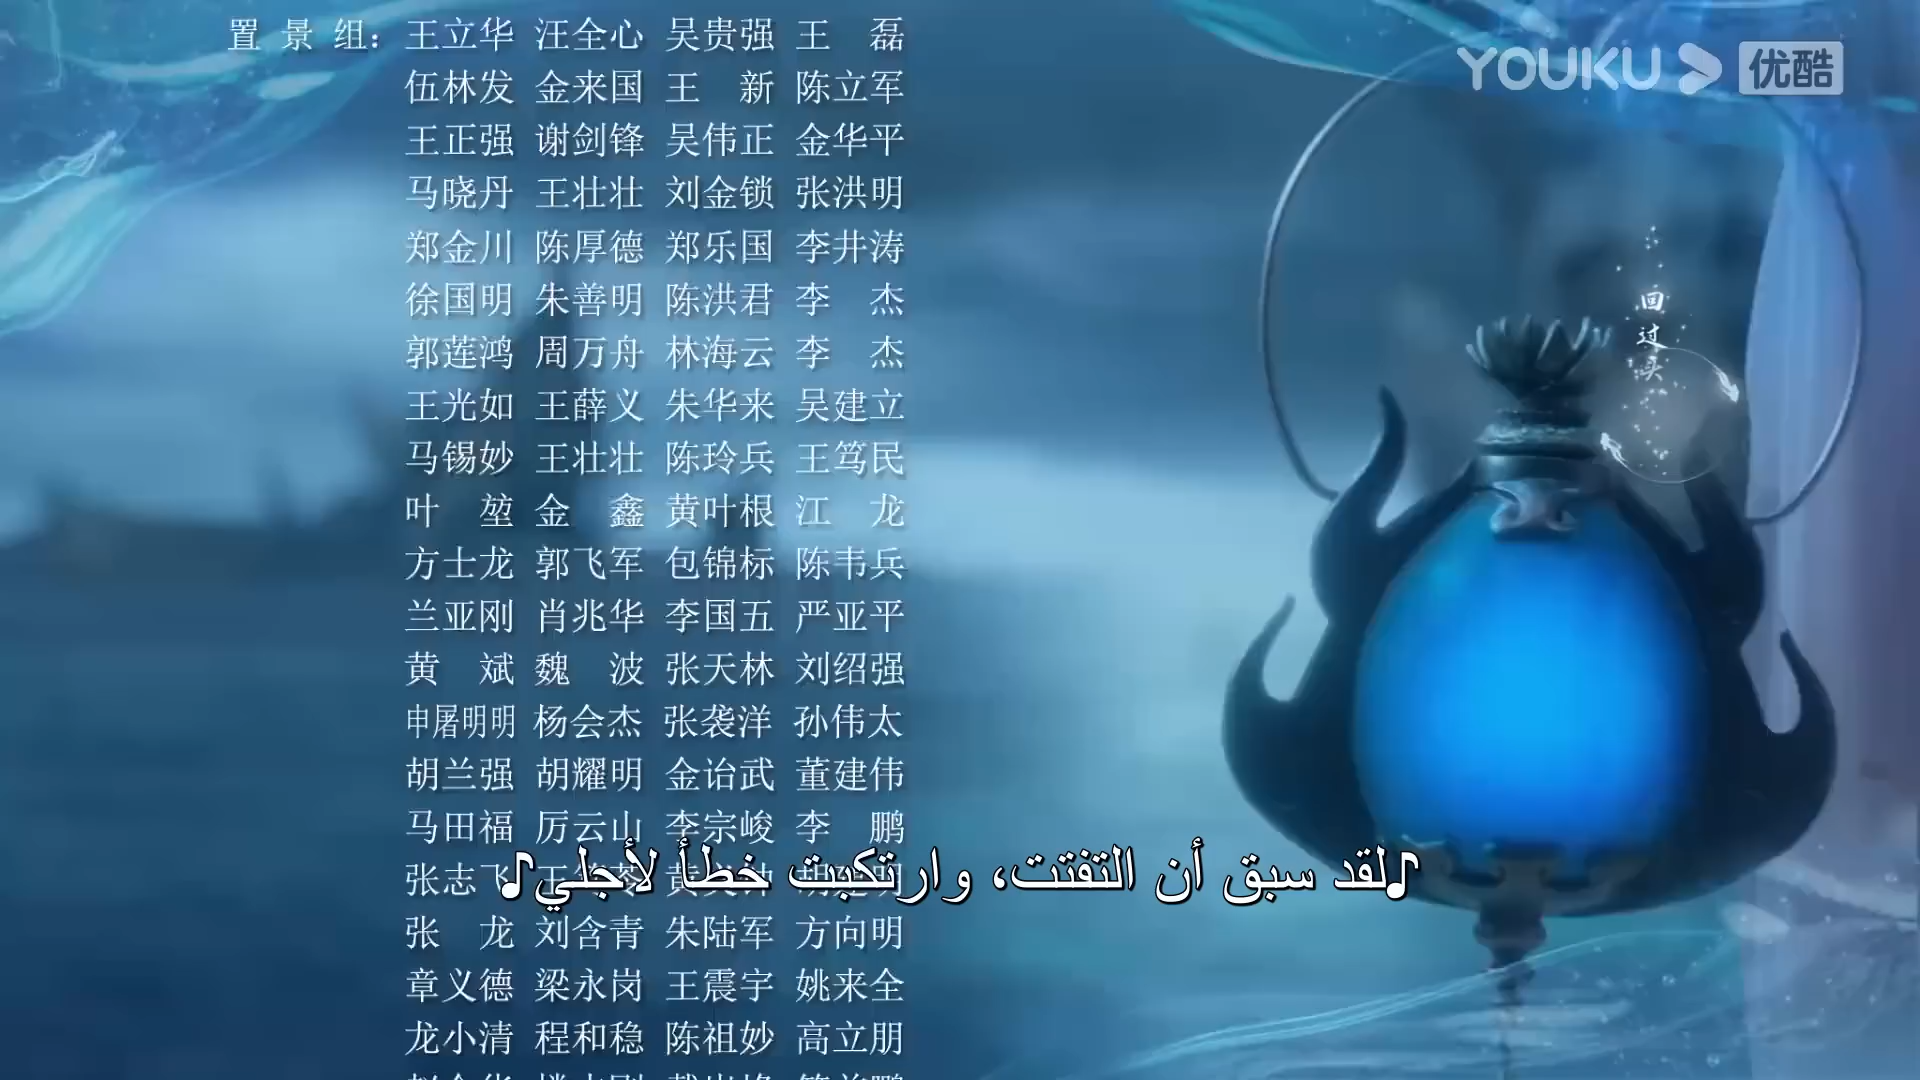 置景组：王立华 汪全心 吴贵强 王 磊
YOUKU 优酷
伍林发 金来国 王 新 陈立军
王正强 谢剑锋 吴伟正 金华平
马晓丹 王壮壮 刘金锁 张洪明
郑金川 陈厚德 郑乐国 李井涛
徐国明 朱善明 陈洪君 李 杰
回过头
郭莲鸿 周万舟 林海云 李 杰
王光如 王薛义 朱华来 吴建立
马锡妙 王壮壮 陈玲兵 王笃民
叶 堃 金 鑫 黄叶根 江 龙
方士龙 郭飞军 包锦标 陈韦兵
兰亚刚 肖兆华 李国五 严亚平
黄 斌 魏 波 张天林 刘绍强
申屠明明 杨会杰 张袭洋 孙伟太
胡兰强 胡耀明 金诒武 董建伟
马田福 厉云山 李宗峻 李 鹏
张志飞
♪لقد سبق أن التفتت، وارتكبت خطأ لأجلي♪
张 龙 刘含青 朱陆军 方向明
章义德 梁永岗 王震宇 姚来全
龙小清 程和稳 陈祖妙 高立朋